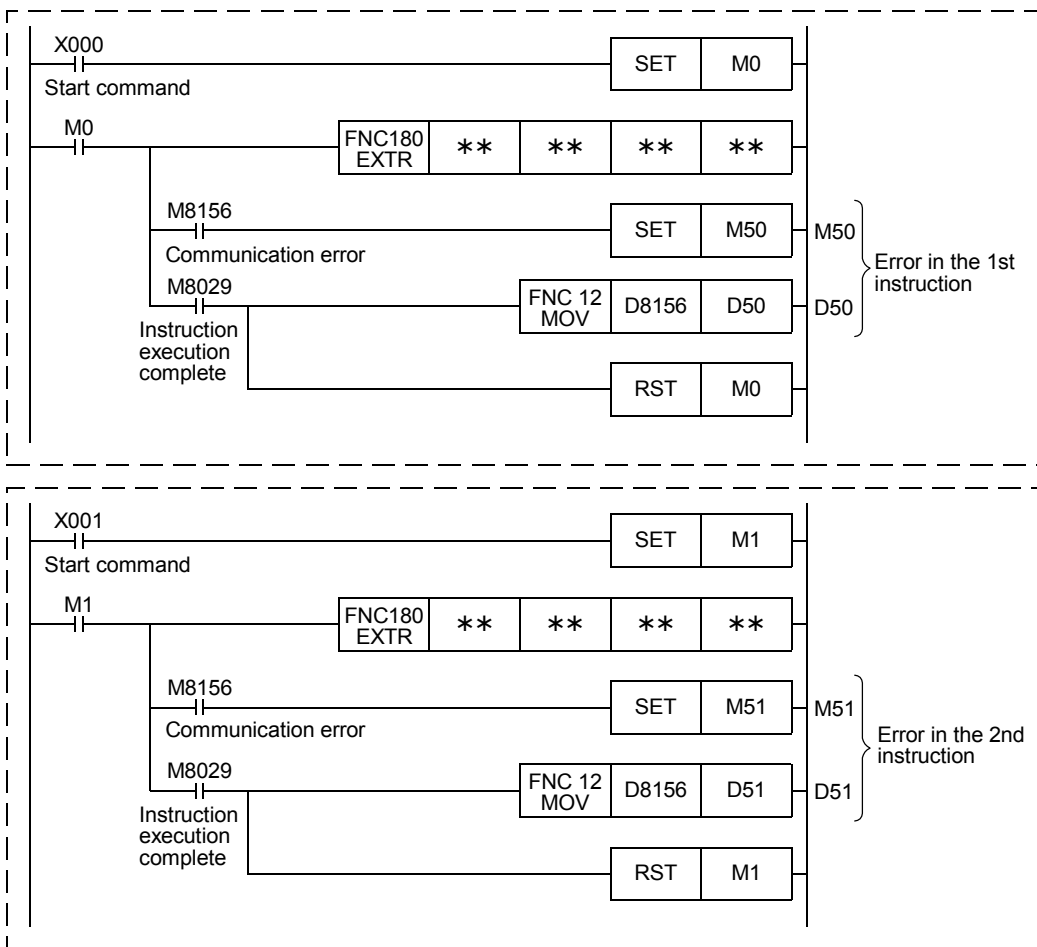 X000
SET M0
Start command
M0
FNC180 EXTR ** ** ** **
M8156
SET M50 M50
Communication error
Error in the 1st
instruction
M8029
FNC 12 MOV D8156 D50 D50
Instruction
execution
complete
RST M0
X001
SET M1
Start command
M1
FNC180 EXTR ** ** ** **
M8156
SET M51 M51
Communication error
Error in the 2nd
instruction
M8029
FNC 12 MOV D8156 D51 D51
Instruction
execution
complete
RST M1